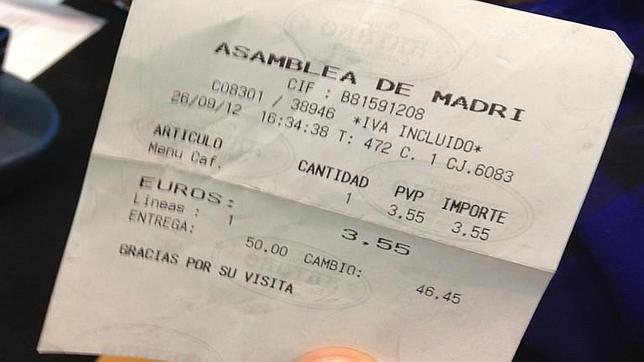 ASAMBLEA DE MADRI
CIF : B81591208
C08301 / 38946 *IVA INCLUIDO*
26/09/12 16:34:38 T: 472 C. 1 CJ.6083
ARTICULO CANTIDAD PVP IMPORTE
Menu Caf. 1 3.55 3.55
EUROS: 3.55
Lineas : 1
ENTREGA: 50.00 CAMBIO: 46.45
GRACIAS POR SU VISITA